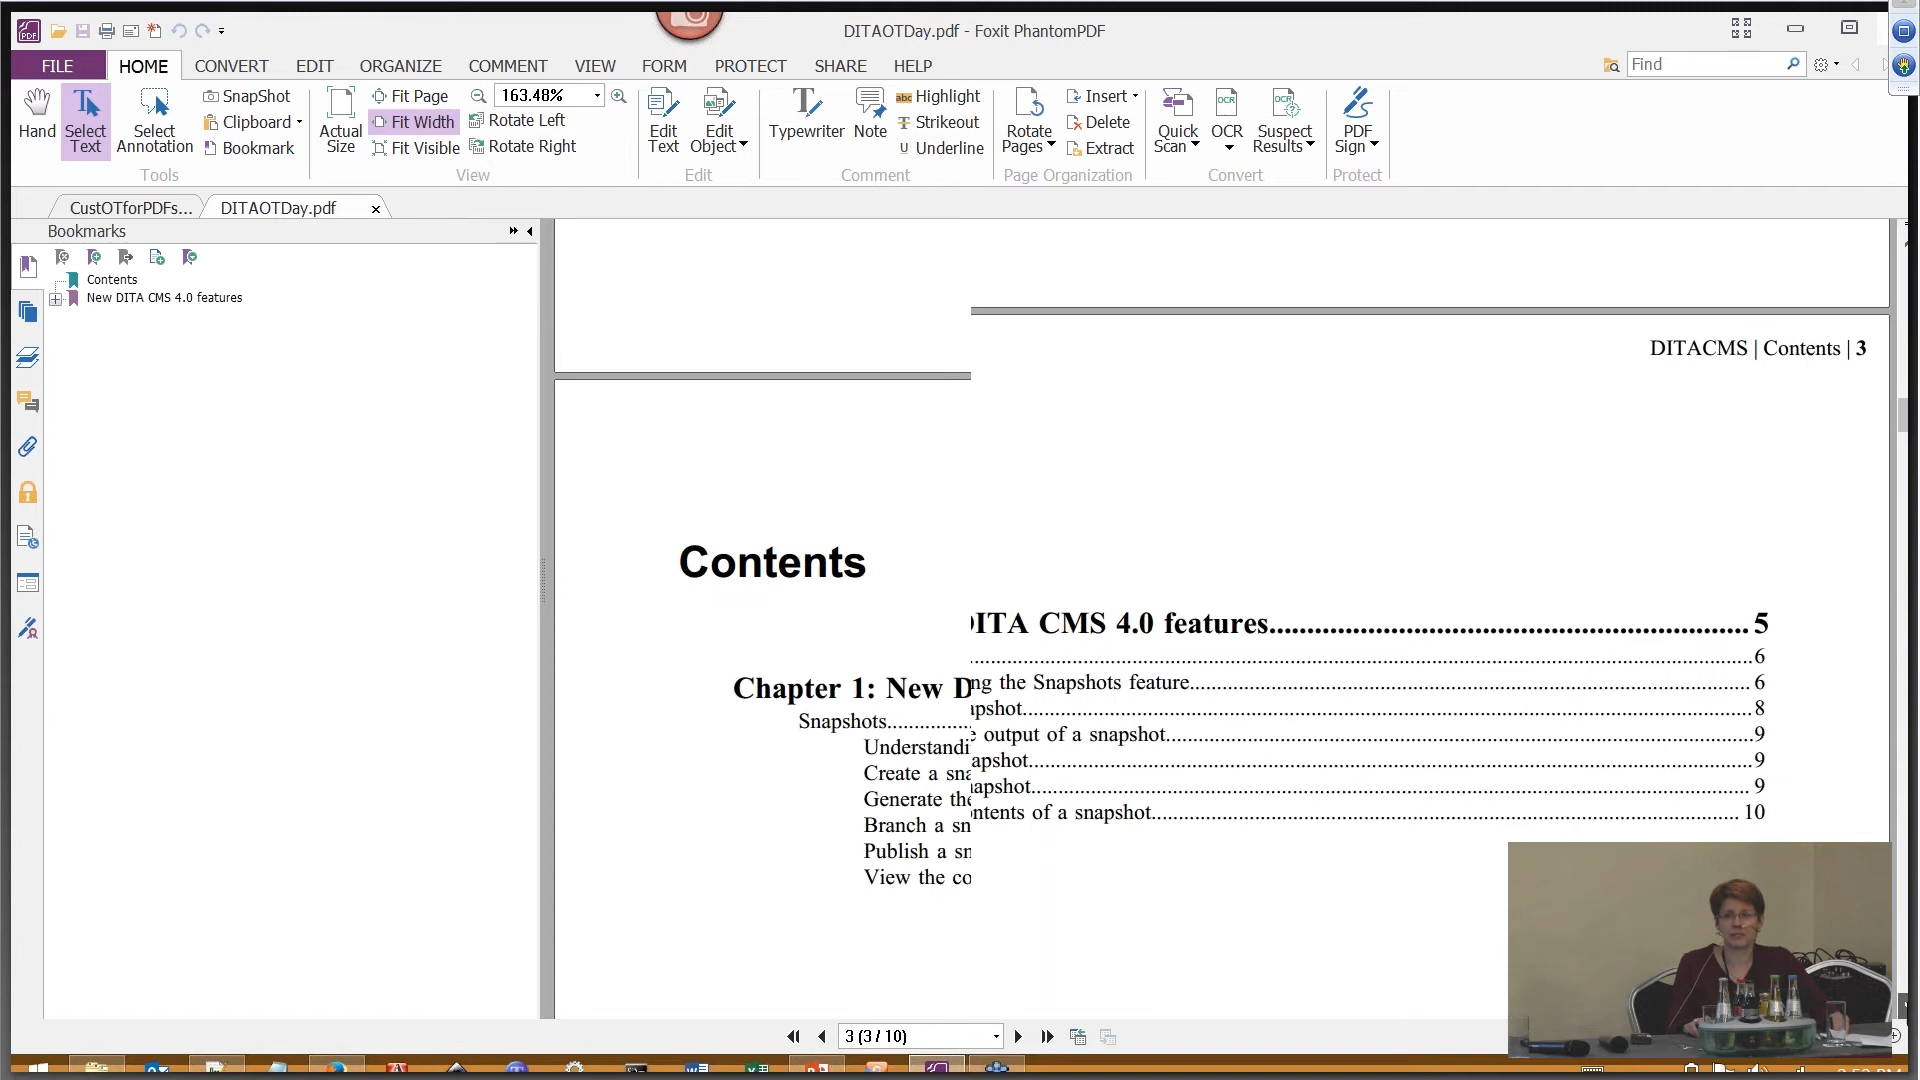 DITAOTDay.pdf - Foxit PhantomPDF
FILE HOME CONVERT EDIT ORGANIZE COMMENT VIEW FORM PROTECT SHARE HELP
Find
Hand
Select Text
Select Annotation
SnapShot
Clipboard
Bookmark
Tools
Actual Size
Fit Page
Fit Width
Fit Visible
163.48%
Rotate Left
Rotate Right
View
Edit Text
Edit Object
Edit
Typewriter
Note
Highlight
Strikeout
Underline
Comment
Rotate Pages
Insert
Delete
Extract
Page Organization
Quick Scan
OCR
Suspect Results
Convert
PDF Sign
Protect
CustOTforPDFs...
DITAOTDay.pdf
Bookmarks
Contents
New DITA CMS 4.0 features
DITACMS | Contents | 3
Contents
ITA CMS 4.0 features.....5
.....6
Chapter 1: New D
ng the Snapshots feature.....6
pshot.....8
Snapshots.....
output of a snapshot.....9
Understandi
apshot.....9
Create a sna
apshot.....9
Generate the
ntents of a snapshot.....10
Branch a sn
Publish a sn
View the co
3 (3 / 10)